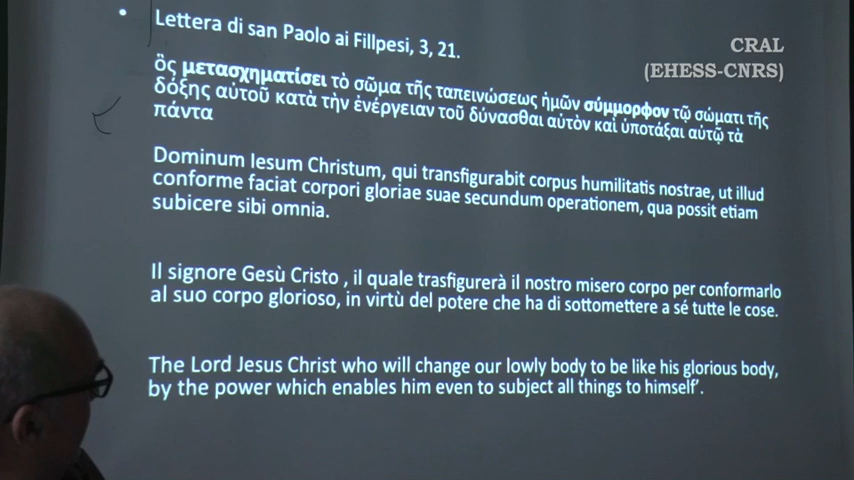 CRAL
(EHESS-CNRS)
• Lettera di san Paolo ai Fillpesi, 3, 21.
ὃς μετασχηματίσει τὸ σῶμα τῆς ταπεινώσεως ἡμῶν σύμμορφον τῷ σώματι τῆς
δόξης αὐτοῦ κατὰ τὴν ἐνέργειαν τοῦ δύνασθαι αὐτὸν καὶ ὑποτάξαι αὐτῷ τὰ
πάντα
Dominum Iesum Christum, qui transfigurabit corpus humilitatis nostrae, ut illud
conforme faciat corpori gloriae suae secundum operationem, qua possit etiam
subicere sibi omnia.
Il signore Gesù Cristo , il quale trasfigurerà il nostro misero corpo per conformarlo
al suo corpo glorioso, in virtù del potere che ha di sottomettere a sé tutte le cose.
The Lord Jesus Christ who will change our lowly body to be like his glorious body,
by the power which enables him even to subject all things to himself’.